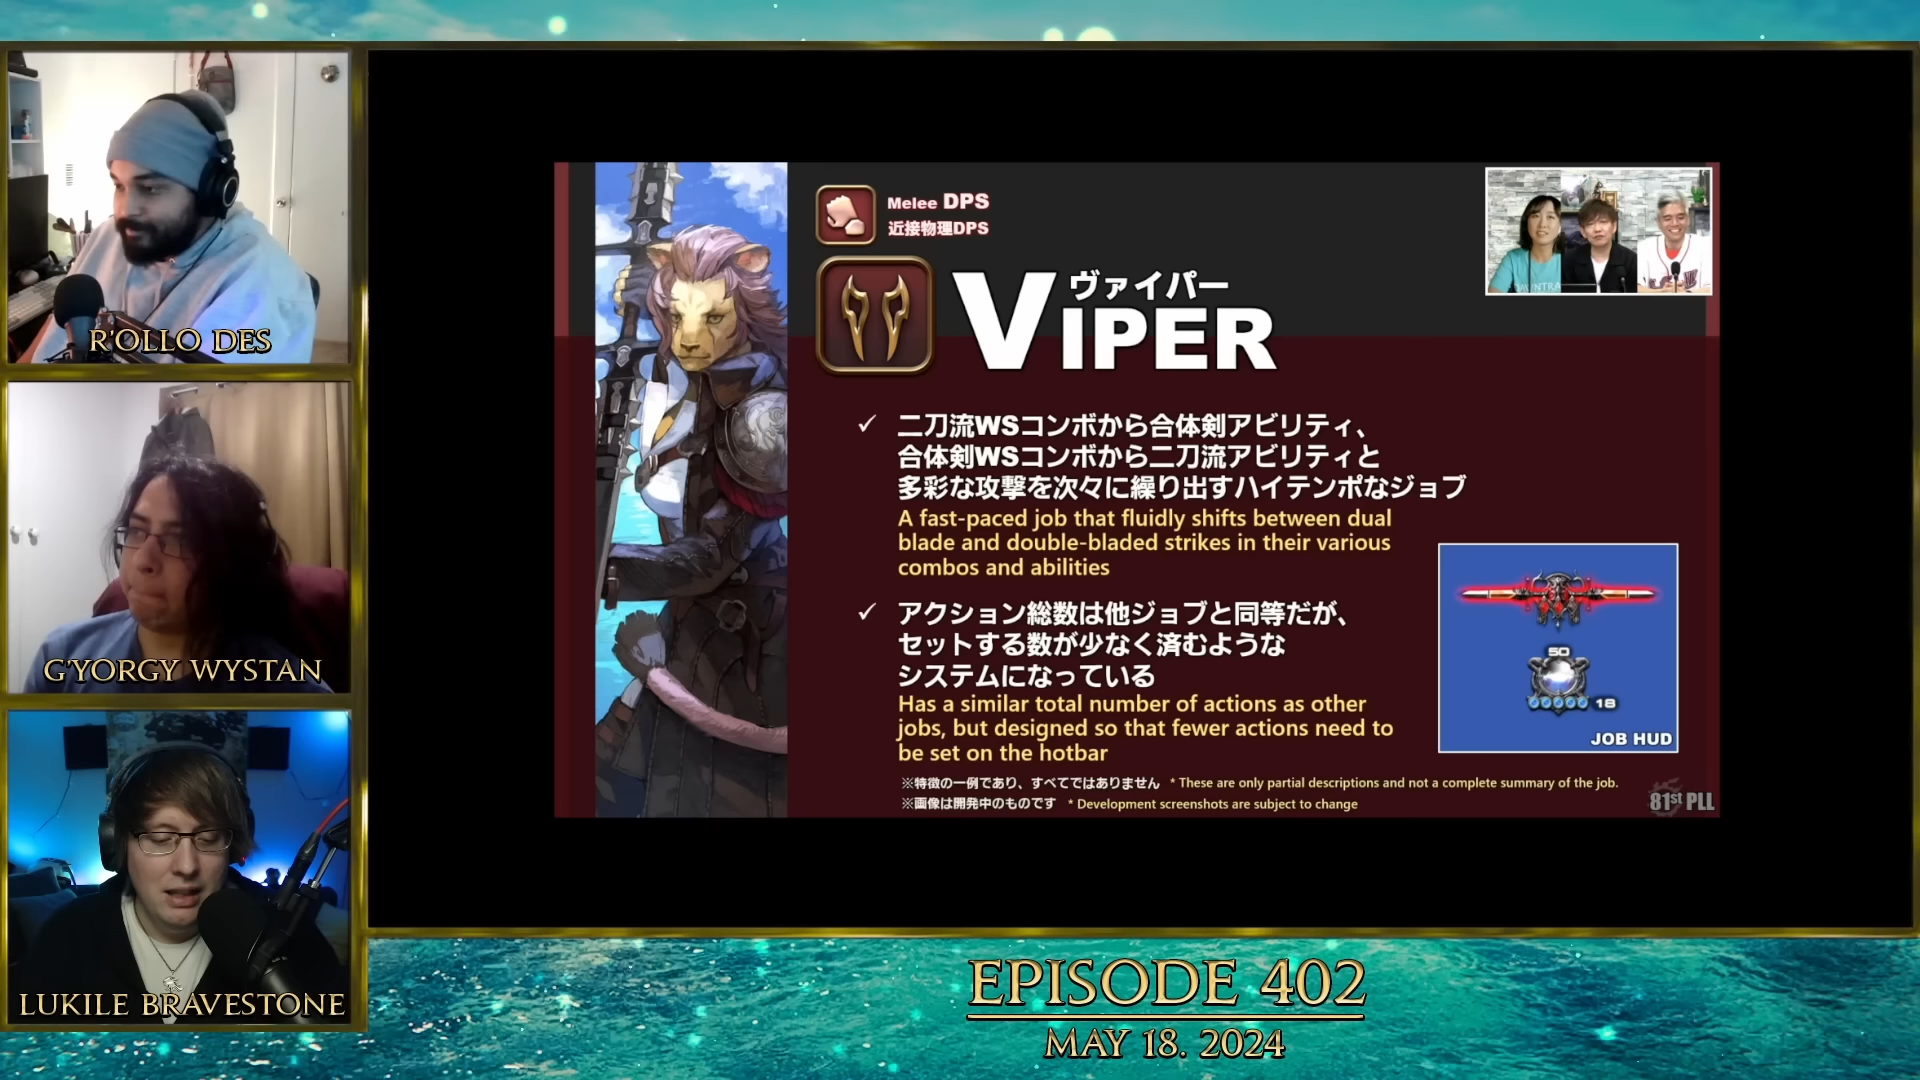 R'OLLO DES
G'YORGY WYSTAN
LUKILE BRAVESTONE
Melee DPS
近接物理DPS
ヴァイパー
VIPER
✓ 二刀流WSコンボから合体剣アビリティ、
合体剣WSコンボから二刀流アビリティと
多彩な攻撃を次々に繰り出すハイテンポなジョブ
A fast-paced job that fluidly shifts between dual
blade and double-bladed strikes in their various
combos and abilities
✓ アクション総数は他ジョブと同等だが、
セットする数が少なく済むような
システムになっている
Has a similar total number of actions as other
jobs, but designed so that fewer actions need to
be set on the hotbar
※特徴の一例であり、すべてではありません * These are only partial descriptions and not a complete summary of the job.
※画像は開発中のものです * Development screenshots are subject to change
50
18
JOB HUD
81st PLL
EPISODE 402
MAY 18. 2024